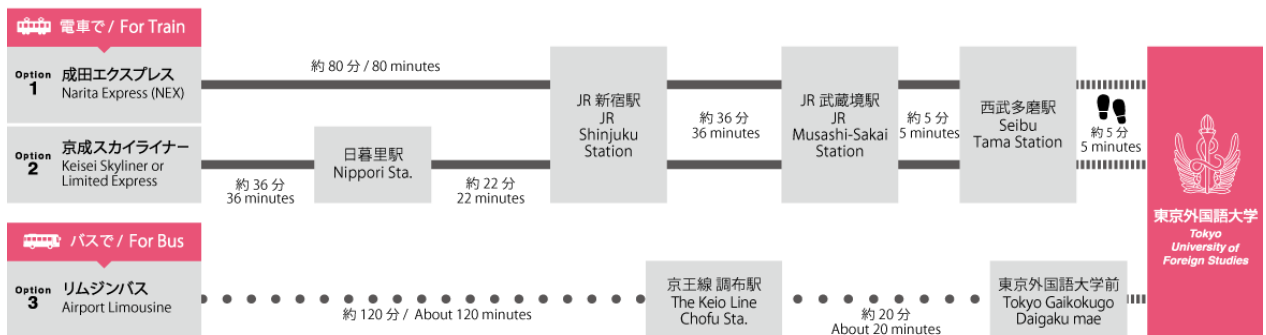 電車で / For Train
Option 1
成田エクスプレス
Narita Express (NEX)
約 80 分 / 80 minutes
JR 新宿駅
JR
Shinjuku
Station
約 36 分
36 minutes
JR 武蔵境駅
JR
Musashi-Sakai
Station
約 5 分
5 minutes
西武多磨駅
Seibu
Tama Station
約 5 分
5 minutes
Option 2
京成スカイライナー
Keisei Skyliner or
Limited Express
約 36 分
36 minutes
日暮里駅
Nippori Sta.
約 22 分
22 minutes
東京外国語大学
Tokyo
University of
Foreign Studies
バスで / For Bus
Option 3
リムジンバス
Airport Limousine
約 120 分 / About 120 minutes
京王線 調布駅
The Keio Line
Chofu Sta.
約 20 分
About 20 minutes
東京外国語大学前
Tokyo Gaikokugo
Daigaku mae